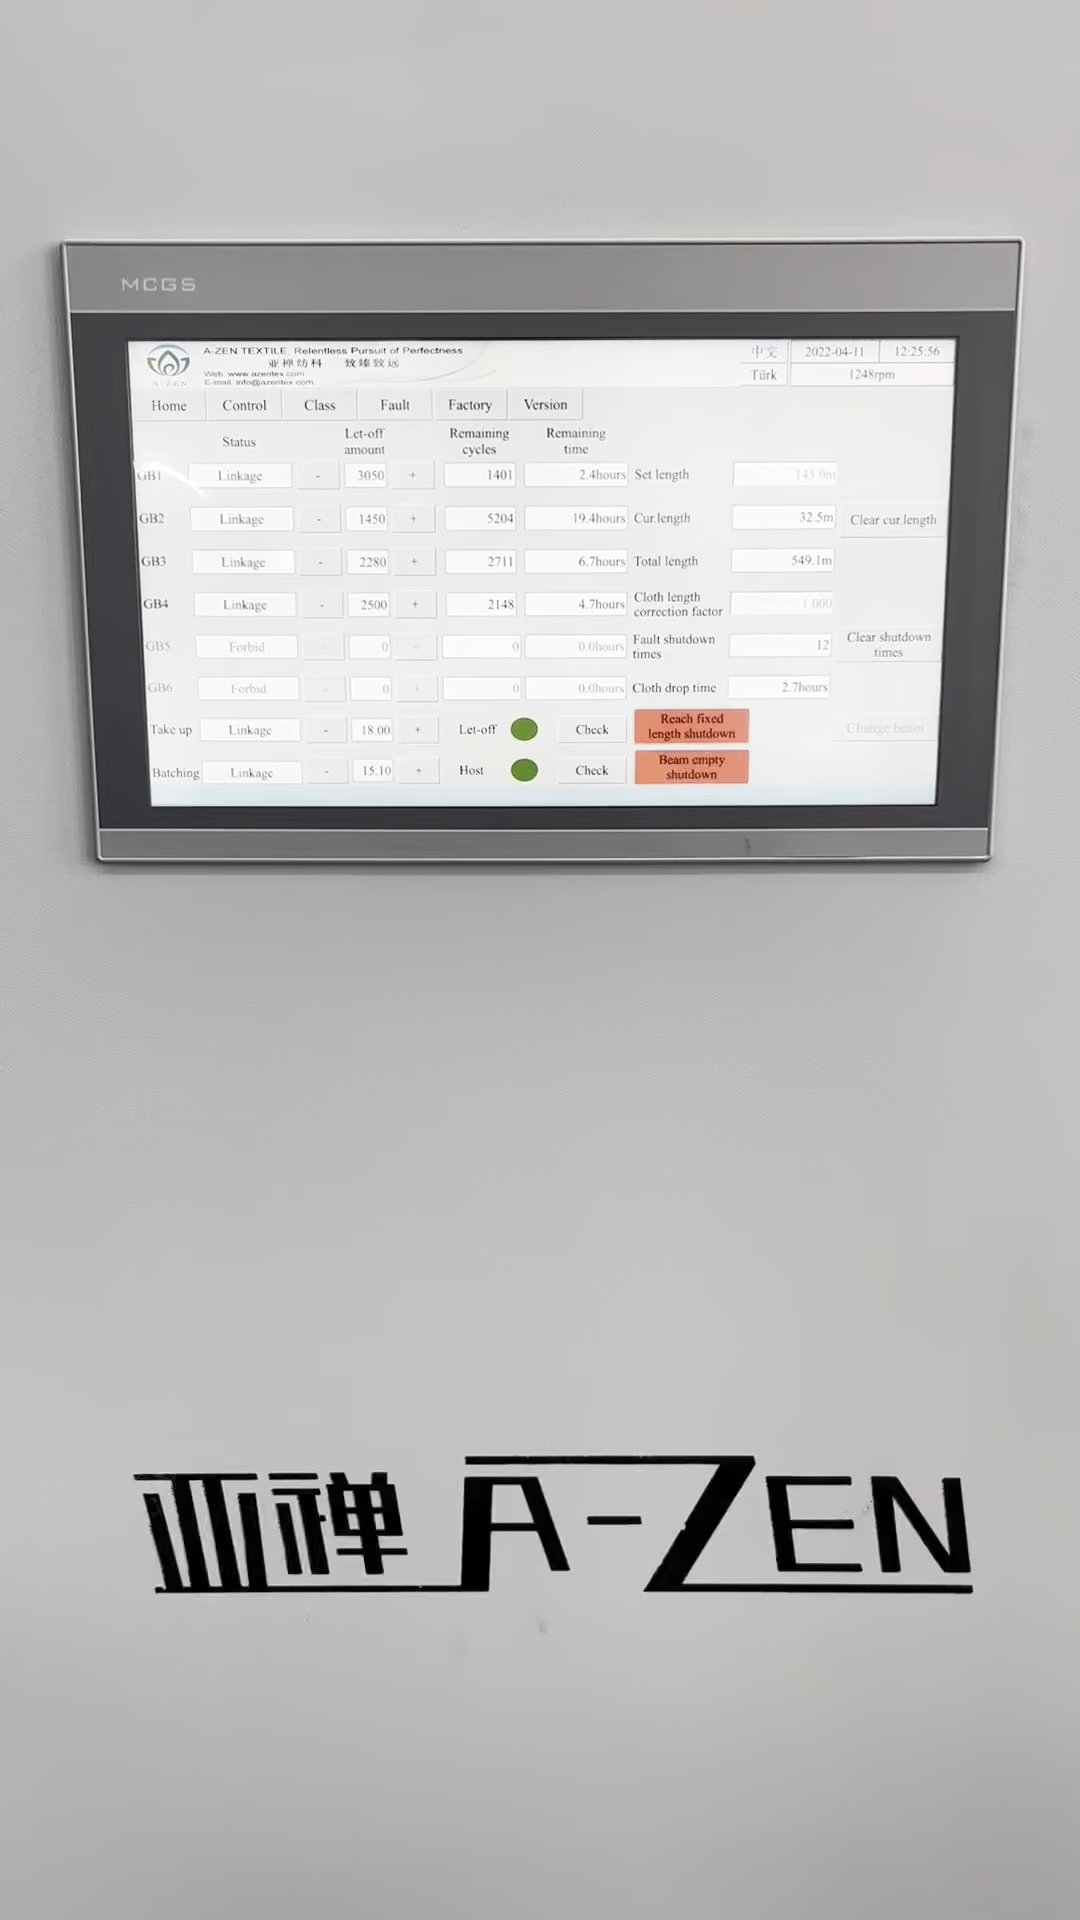 MCGS
A-ZEN
A-ZEN TEXTILE, Relentless Pursuit of Perfectness
亚禅纺科 致臻致远
Web: www.azentex.com
E-mail: info@azentex.com
中文 2022-04-11 12:25:56
Türk 1248rpm
Home Control Class Fault Factory Version
Status Let-off amount Remaining cycles Remaining time
GB1 Linkage - 3050 + 1401 2.4hours Set length 145.0m
GB2 Linkage - 1450 + 5204 19.4hours Cur.length 32.5m Clear cur.length
GB3 Linkage - 2280 + 2711 6.7hours Total length 549.1m
GB4 Linkage - 2500 + 2148 4.7hours Cloth length correction factor 1.000
GB5 Forbid - 0 + 0 0.0hours Fault shutdown times 12 Clear shutdown times
GB6 Forbid - 0 + 0 0.0hours Cloth drop time 2.7hours
Take up Linkage - 18.00 + Let-off Check Reach fixed length shutdown Change beam
Batching Linkage - 15.10 + Host Check Beam empty shutdown
亚禅 A-ZEN